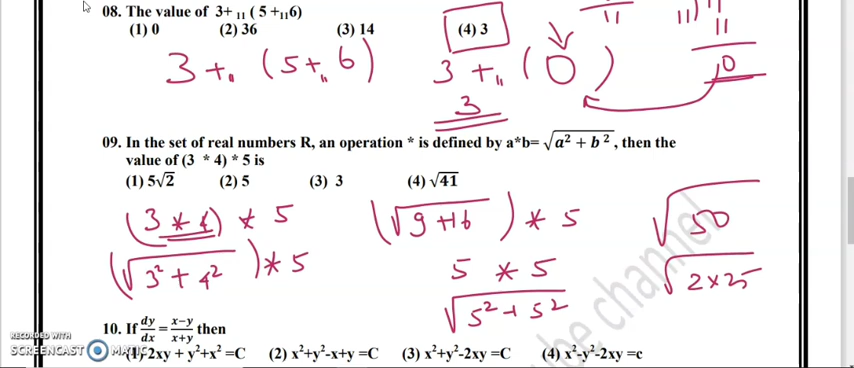 08. The value of 3+ ₁₁ ( 5 +₁₁6)
(1) 0 (2) 36 (3) 14 (4) 3
11
11) 11
11
0
3 +₁₁ (5+₁₁ 6) 3 +₁₁ ( 0 )
3
09. In the set of real numbers R, an operation * is defined by a*b= √(a² + b²), then the
value of (3 * 4) * 5 is
(1) 5√2 (2) 5 (3) 3 (4) √41
(3 * 4) * 5 (√9+16) * 5 √50
(√3² + 4²) * 5 5 * 5 √2×25
√5² + 5²
10. If dy/dx = x−y/x+y then
(1) 2xy + y²+x² =C (2) x²+y²-x+y =C (3) x²+y²-2xy =C (4) x²-y²-2xy =c
RECORDED WITH
SCREENCAST MATIC
be channel